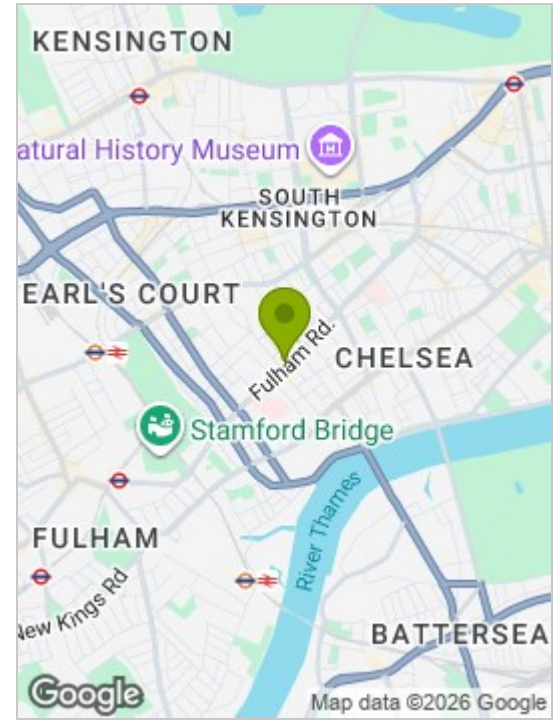 KENSINGTON
atural History Museum
SOUTH
KENSINGTON
EARL'S COURT
Fulham Rd.
CHELSEA
Stamford Bridge
River Thames
FULHAM
New Kings Rd
BATTERSEA
Google
Map data ©2026 Google